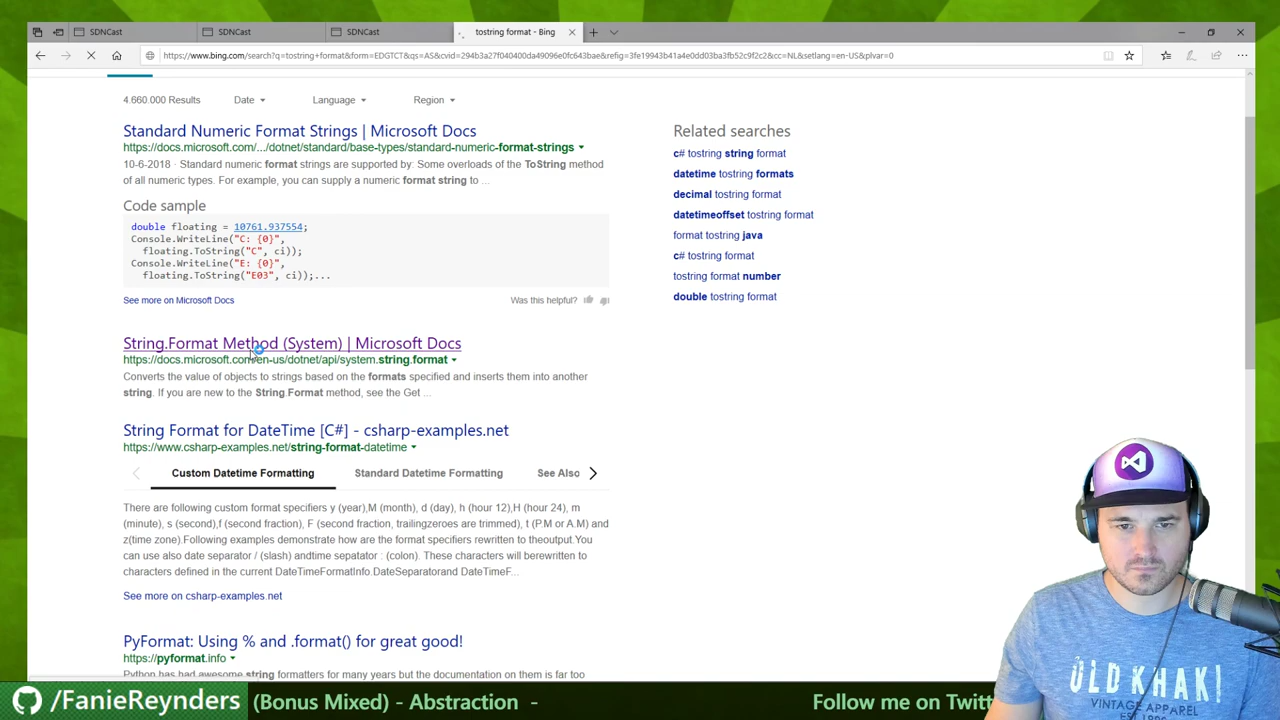 SDNCast
SDNCast
SDNCast
tostring format - Bing
https://www.bing.com/search?q=tostring+format&form=EDGTCT&qs=AS&cvid=294b3a27f040400d49096e0fc643bae&refig=3fe19943b41a4e0dd03ba3fb52c9f2c2&cc=NL&setlang=en-US&plvar=0
4.660.000 Results Date Language Region
Standard Numeric Format Strings | Microsoft Docs
https://docs.microsoft.com/.../dotnet/standard/base-types/standard-numeric-format-strings
10-6-2018 · Standard numeric format strings are supported by: Some overloads of the ToString method
of all numeric types. For example, you can supply a numeric format string to ...
Code sample
double floating = 10761.937554;
Console.WriteLine("C: {0}",
floating.ToString("C", ci));
Console.WriteLine("E: {0}",
floating.ToString("E03", ci));...
See more on Microsoft Docs
Was this helpful?
String.Format Method (System) | Microsoft Docs
https://docs.microsoft.com/en-us/dotnet/api/system.string.format
Converts the value of objects to strings based on the formats specified and inserts them into another
string. If you are new to the String.Format method, see the Get ...
String Format for DateTime [C#] - csharp-examples.net
https://www.csharp-examples.net/string-format-datetime
Custom Datetime Formatting Standard Datetime Formatting See Also
There are following custom format specifiers y (year),M (month), d (day), h (hour 12),H (hour 24), m
(minute), s (second),f (second fraction), F (second fraction, trailingzeroes are trimmed), t (P.M or A.M) and
z(time zone).Following examples demonstrate how are the format specifiers rewritten to theoutput.You
can use also date separator / (slash) andtime sepatator : (colon). These characters will berewritten to
characters defined in the current DateTimeFormatInfo.DateSeparatorand DateTimeF...
See more on csharp-examples.net
PyFormat: Using % and .format() for great good!
https://pyformat.info
Python has had awesome string formatters for many years but the documentation on them is far too
Related searches
c# tostring string format
datetime tostring formats
decimal tostring format
datetimeoffset tostring format
format tostring java
c# tostring format
tostring format number
double tostring format
OLD KHAKI
VINTAGE APPAREL
/FanieReynders
(Bonus Mixed) - Abstraction -
Follow me on Twitt